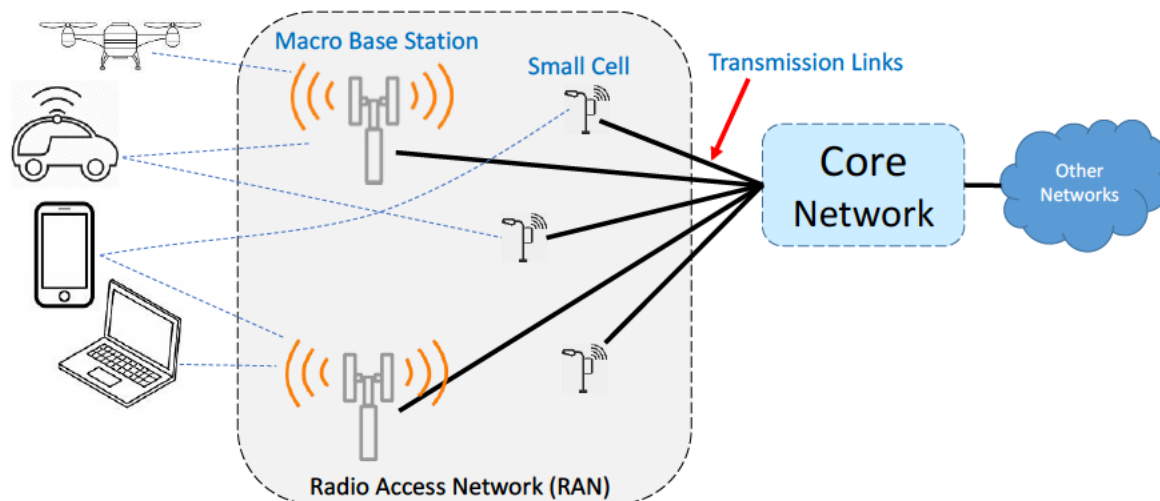 Macro Base Station
Small Cell
Transmission Links
Core
Network
Other
Networks
Radio Access Network (RAN)